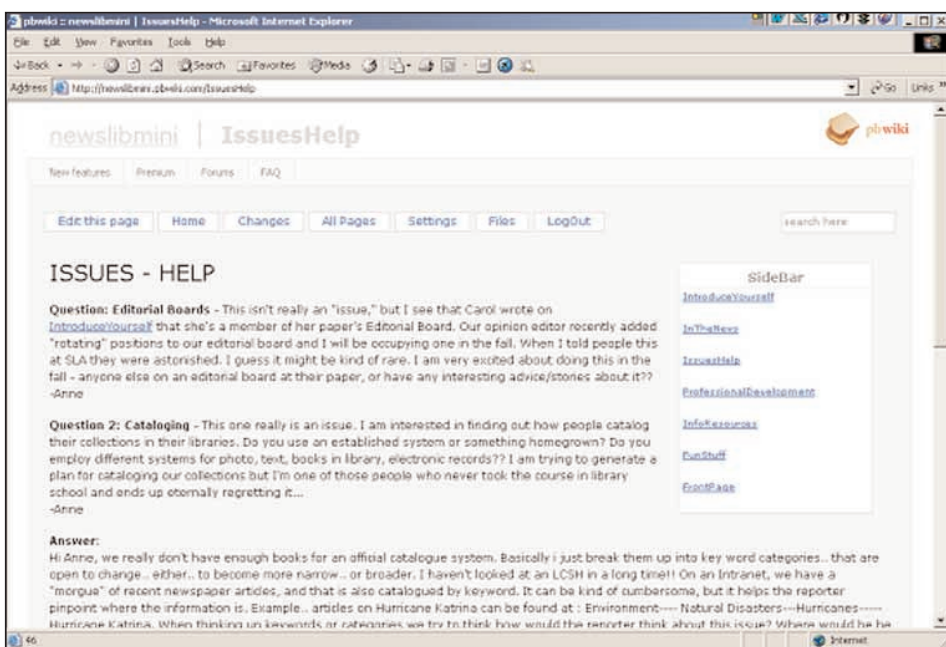 pbwiki :: newslibmini | IssuesHelp - Microsoft Internet Explorer
File Edit View Favorites Tools Help
Back Search Favorites Media
Address http://newslibmini.pbwiki.com/IssuesHelp Go Links
newslibmini | IssuesHelp
pbwiki
New features Premium Forums FAQ
Edit this page Home Changes All Pages Settings Files LogOut search here
ISSUES - HELP
Question: Editorial Boards - This isn't really an "issue," but I see that Carol wrote on
IntroduceYourself that she's a member of her paper's Editorial Board. Our opinion editor recently added
"rotating" positions to our editorial board and I will be occupying one in the fall. When I told people this
at SLA they were astonished. I guess it might be kind of rare. I am very excited about doing this in the
fall - anyone else on an editorial board at their paper, or have any interesting advice/stories about it??
-Anne
Question 2: Cataloging - This one really is an issue. I am interested in finding out how people catalog
their collections in their libraries. Do you use an established system or something homegrown? Do you
employ different systems for photo, text, books in library, electronic records?? I am trying to generate a
plan for cataloging our collections but I'm one of those people who never took the course in library
school and ends up eternally regretting it...
-Anne
SideBar
IntroduceYourself
InTheNews
IssuesHelp
ProfessionalDevelopment
InfoResources
FunStuff
FrontPage
Answer:
Hi Anne, we really don't have enough books for an official catalogue system. Basically i just break them up into key word categories.. that are
open to change.. either.. to become more narrow.. or broader. I haven't looked at an LCSH in a long time!! On an Intranet, we have a
"morgue" of recent newspaper articles, and that is also catalogued by keyword. It can be kind of cumbersome, but it helps the reporter
pinpoint where the information is. Example.. articles on Hurricane Katrina can be found at : Environment---- Natural Disasters---Hurricanes-----
Hurricane Katrina. When thinking up keywords or categories we try to think how would the reporter think about this issue? Where would he be
46 Internet